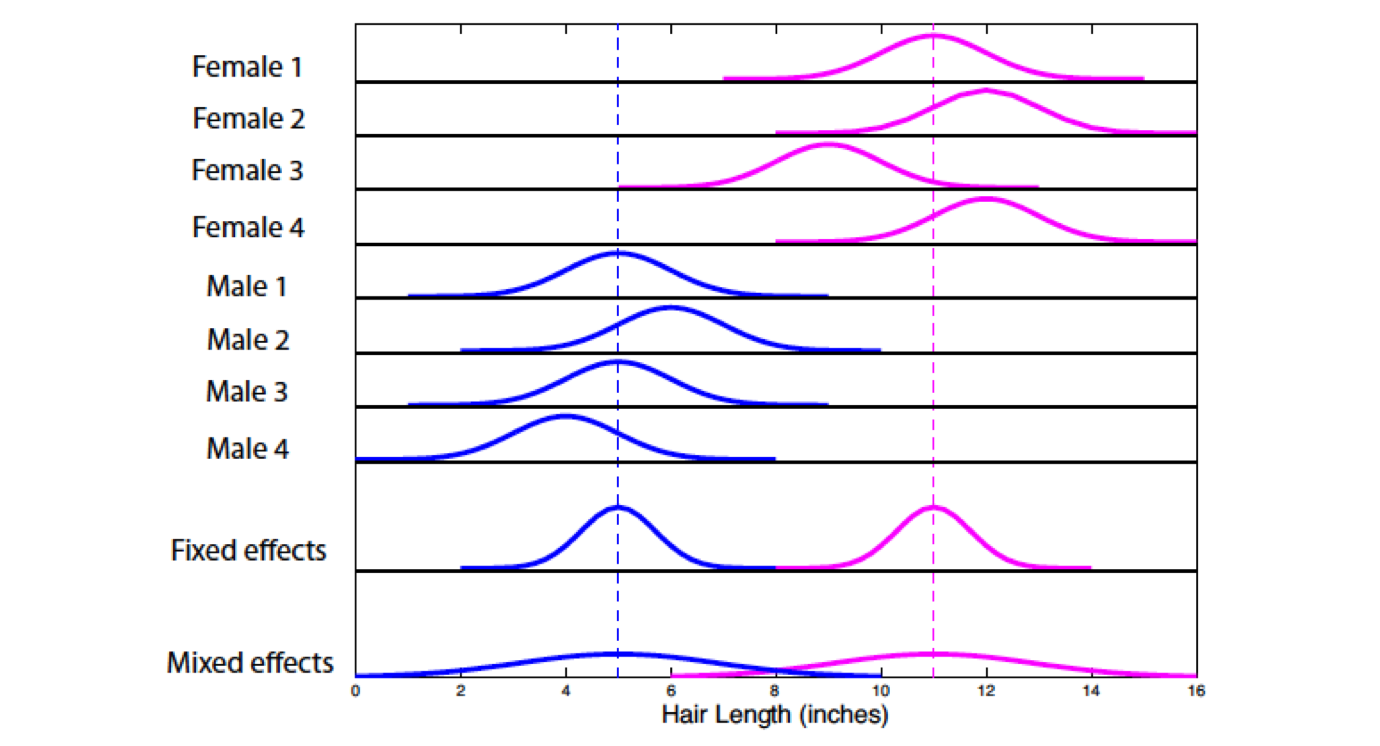 Female 1
Female 2
Female 3
Female 4
Male 1
Male 2
Male 3
Male 4
Fixed effects
Mixed effects
0 2 4 6 8 10 12 14 16
Hair Length (inches)